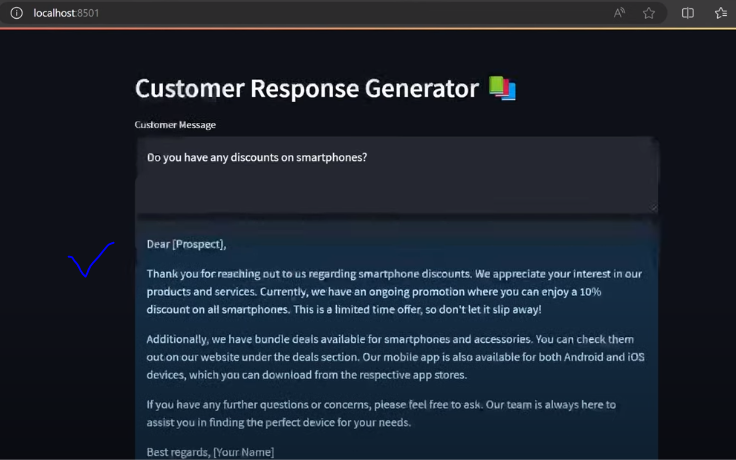 localhost:8501
Customer Response Generator
Customer Message
Do you have any discounts on smartphones?
Dear [Prospect],
Thank you for reaching out to us regarding smartphone discounts. We appreciate your interest in our
products and services. Currently, we have an ongoing promotion where you can enjoy a 10%
discount on all smartphones. This is a limited time offer, so don't let it slip away!
Additionally, we have bundle deals available for smartphones and accessories. You can check them
out on our website under the deals section. Our mobile app is also available for both Android and iOS
devices, which you can download from the respective app stores.
If you have any further questions or concerns, please feel free to ask. Our team is always here to
assist you in finding the perfect device for your needs.
Best regards, [Your Name]